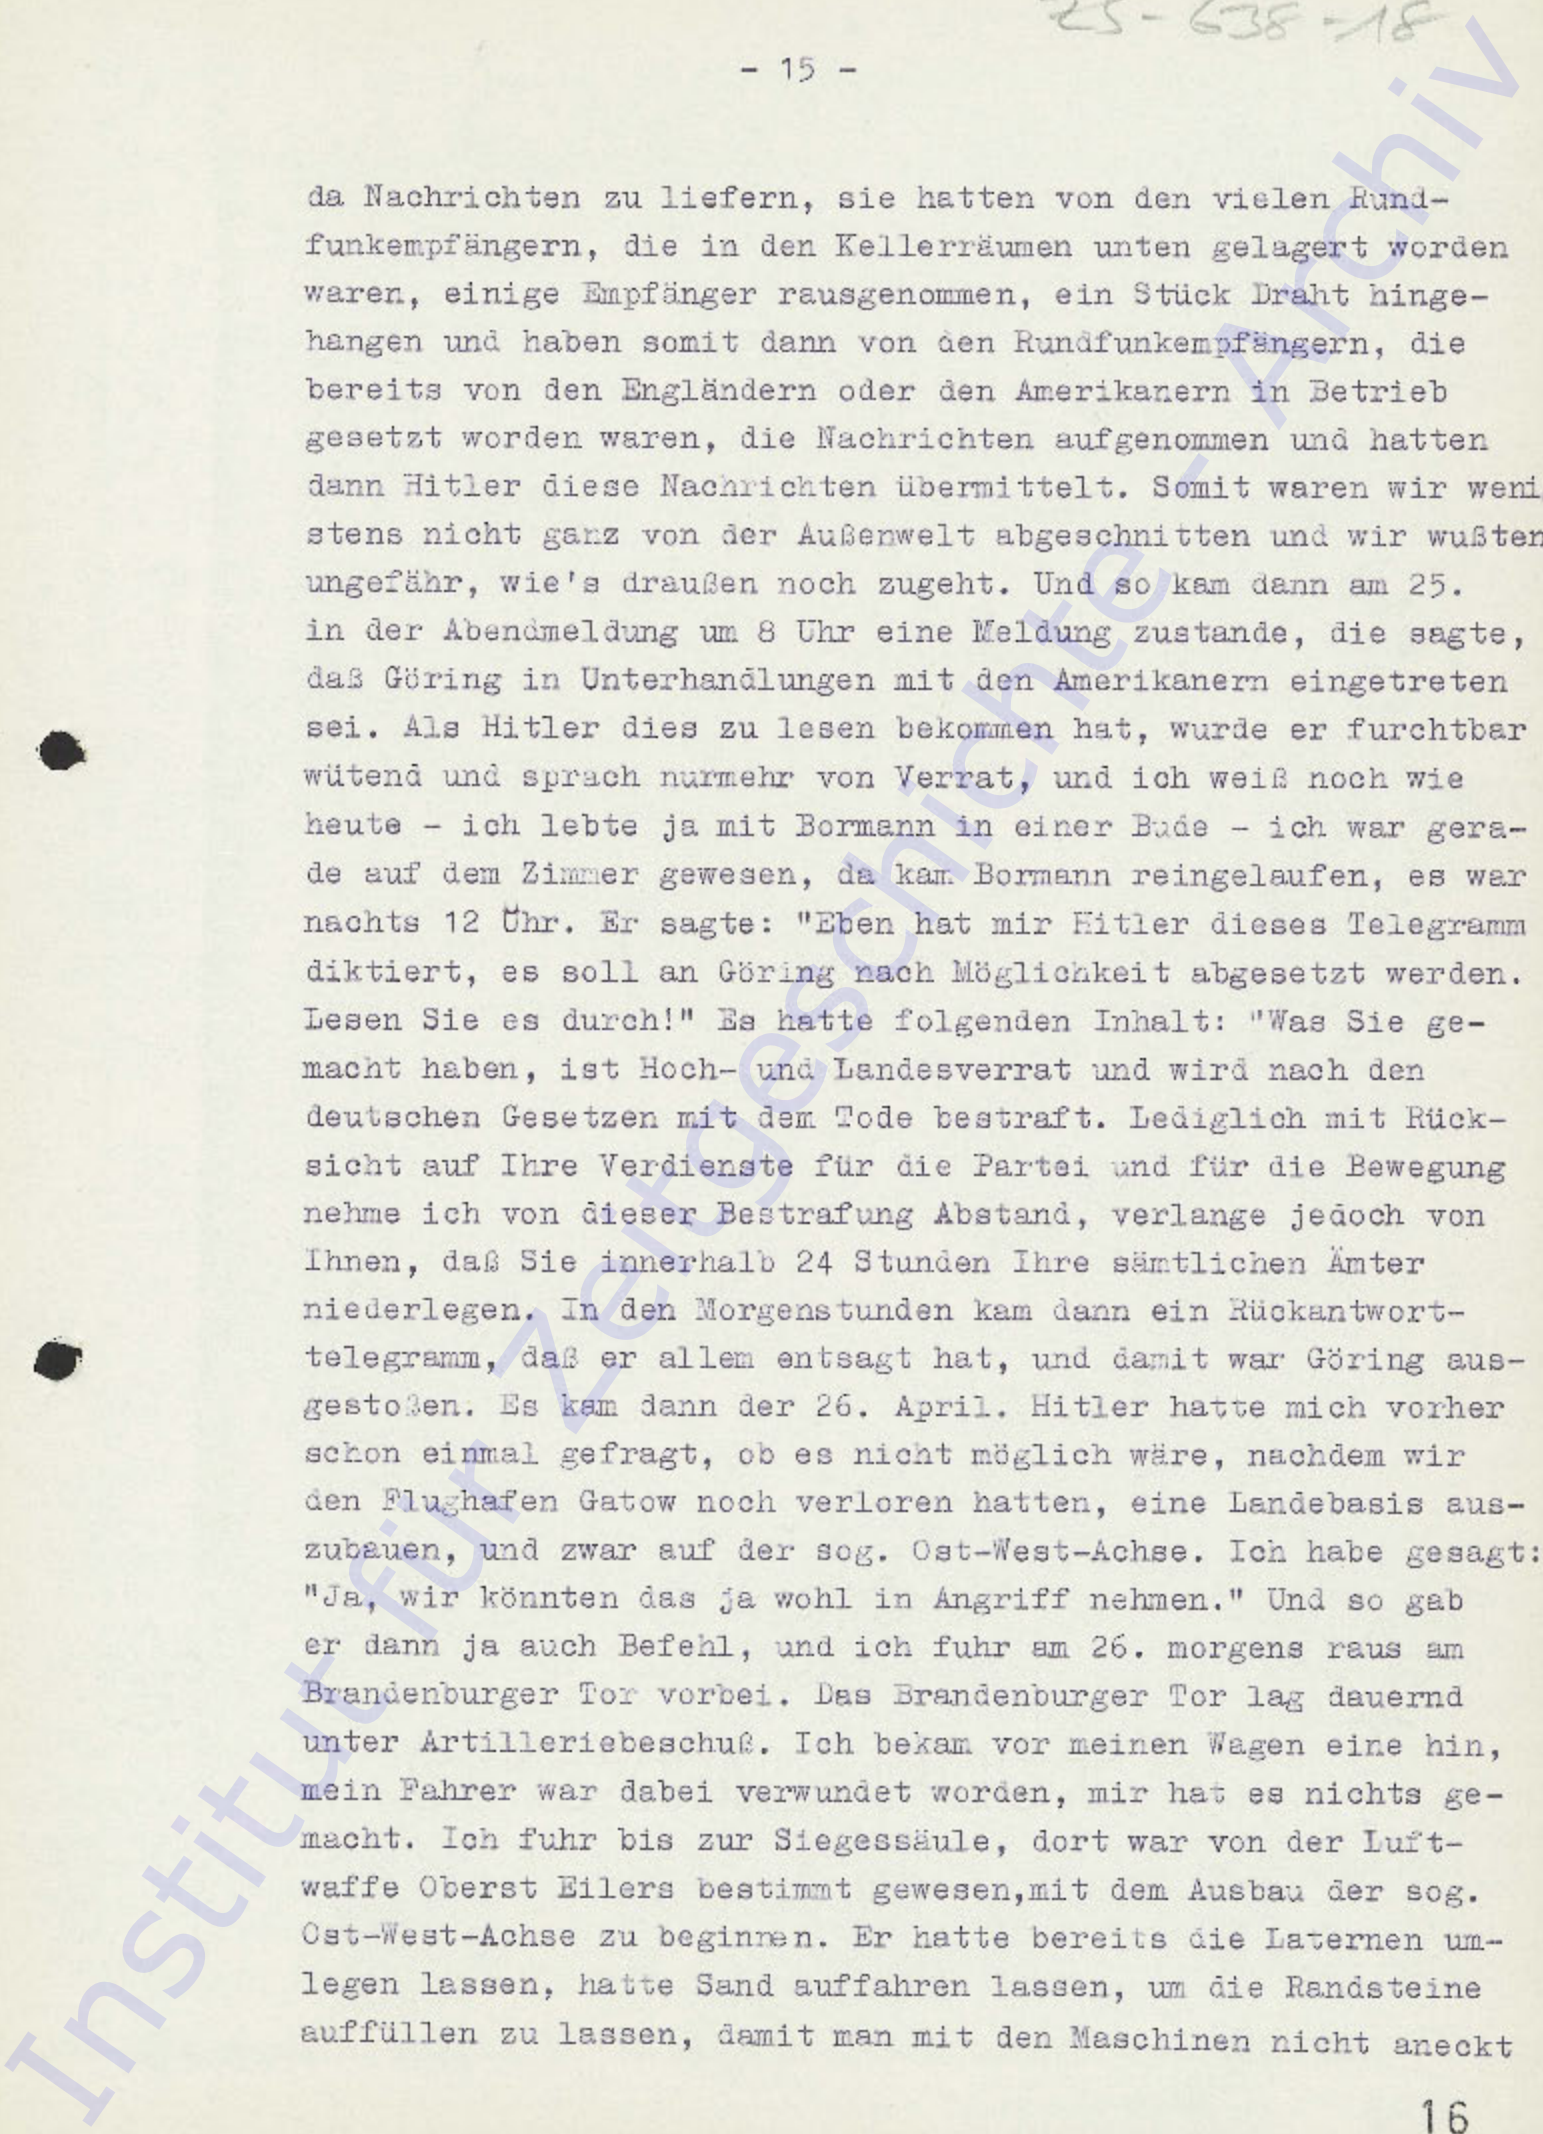 ZS-638-18
- 15 -
da Nachrichten zu liefern, sie hatten von den vielen Rund-
funkempfängern, die in den Kellerräumen unten gelagert worden
waren, einige Empfänger rausgenommen, ein Stück Draht hinge-
hangen und haben somit dann von den Rundfunkempfängern, die
bereits von den Engländern oder den Amerikanern in Betrieb
gesetzt worden waren, die Nachrichten aufgenommen und hatten
dann Hitler diese Nachrichten übermittelt. Somit waren wir weni
stens nicht ganz von der Außenwelt abgeschnitten und wir wußten
ungefähr, wie's draußen noch zugeht. Und so kam dann am 25.
in der Abendmeldung um 8 Uhr eine Meldung zustande, die sagte,
daß Göring in Unterhandlungen mit den Amerikanern eingetreten
sei. Als Hitler dies zu lesen bekommen hat, wurde er furchtbar
wütend und sprach nurmehr von Verrat, und ich weiß noch wie
heute - ich lebte ja mit Bormann in einer Bude - ich war gera-
de auf dem Zimmer gewesen, da kam Bormann reingelaufen, es war
nachts 12 Uhr. Er sagte: "Eben hat mir Hitler dieses Telegramm
diktiert, es soll an Göring nach Möglichkeit abgesetzt werden.
Lesen Sie es durch!" Es hatte folgenden Inhalt: "Was Sie ge-
macht haben, ist Hoch- und Landesverrat und wird nach den
deutschen Gesetzen mit dem Tode bestraft. Lediglich mit Rück-
sicht auf Ihre Verdienste für die Partei und für die Bewegung
nehme ich von dieser Bestrafung Abstand, verlange jedoch von
Ihnen, daß Sie innerhalb 24 Stunden Ihre sämtlichen Ämter
niederlegen. In den Morgenstunden kam dann ein Rückantwort-
telegramm, daß er allem entsagt hat, und damit war Göring aus-
gestoßen. Es kam dann der 26. April. Hitler hatte mich vorher
schon einmal gefragt, ob es nicht möglich wäre, nachdem wir
den Flughafen Gatow noch verloren hatten, eine Landebasis aus-
zubauen, und zwar auf der sog. Ost-West-Achse. Ich habe gesagt:
"Ja, wir könnten das ja wohl in Angriff nehmen." Und so gab
er dann ja auch Befehl, und ich fuhr am 26. morgens raus am
Brandenburger Tor vorbei. Das Brandenburger Tor lag dauernd
unter Artilleriebeschuß. Ich bekam vor meinen Wagen eine hin,
mein Fahrer war dabei verwundet worden, mir hat es nichts ge-
macht. Ich fuhr bis zur Siegessäule, dort war von der Luft-
waffe Oberst Eilers bestimmt gewesen,mit dem Ausbau der sog.
Ost-West-Achse zu beginnen. Er hatte bereits die Laternen um-
legen lassen, hatte Sand auffahren lassen, um die Randsteine
auffüllen zu lassen, damit man mit den Maschinen nicht aneckt
16
Institut für Zeitgeschichte - Archiv